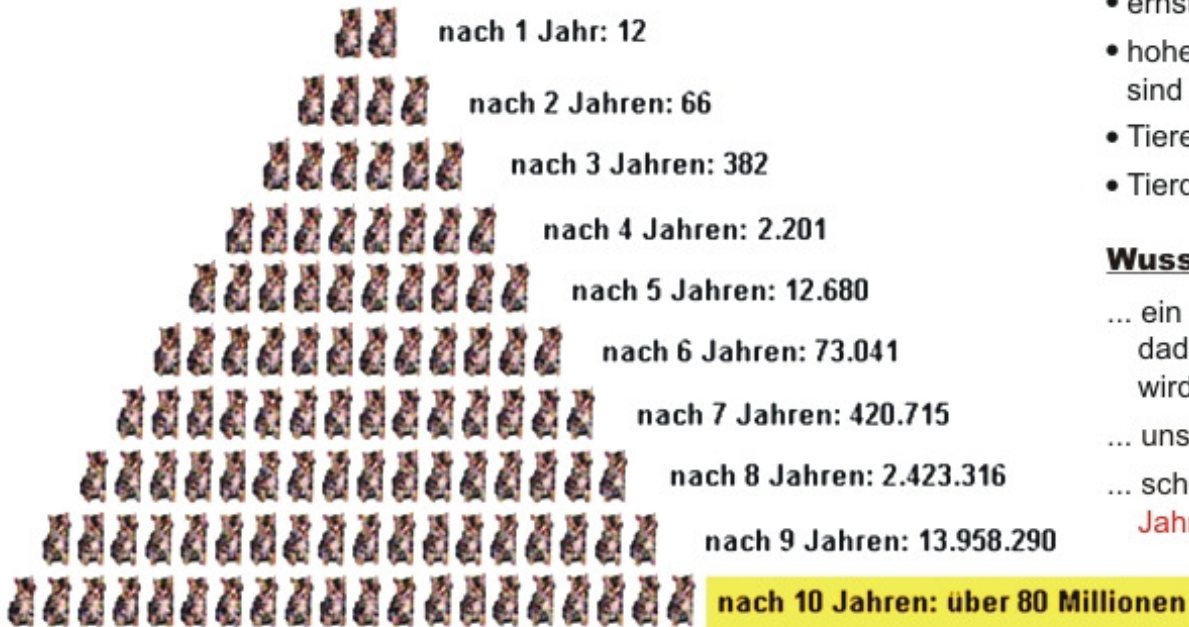 nach 1 Jahr: 12
nach 2 Jahren: 66
nach 3 Jahren: 382
nach 4 Jahren: 2.201
nach 5 Jahren: 12.680
nach 6 Jahren: 73.041
nach 7 Jahren: 420.715
nach 8 Jahren: 2.423.316
nach 9 Jahren: 13.958.290
nach 10 Jahren: über 80 Millionen
• hohe
sind
• Tiere
... ein
dad
wird
... uns
... sch